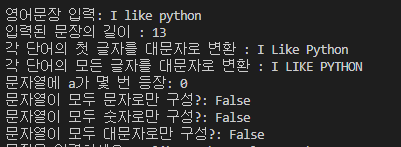 영어문장 입력: I like python
입력된 문장의 길이 : 13
각 단어의 첫 글자를 대문자로 변환 : I Like Python
각 단어의 모든 글자를 대문자로 변환 : I LIKE PYTHON
문자열에 a가 몇 번 등장: 0
문자열이 모두 문자로만 구성?: False
문자열이 모두 숫자로만 구성?: False
문자열이 모두 대문자로만 구성?: False